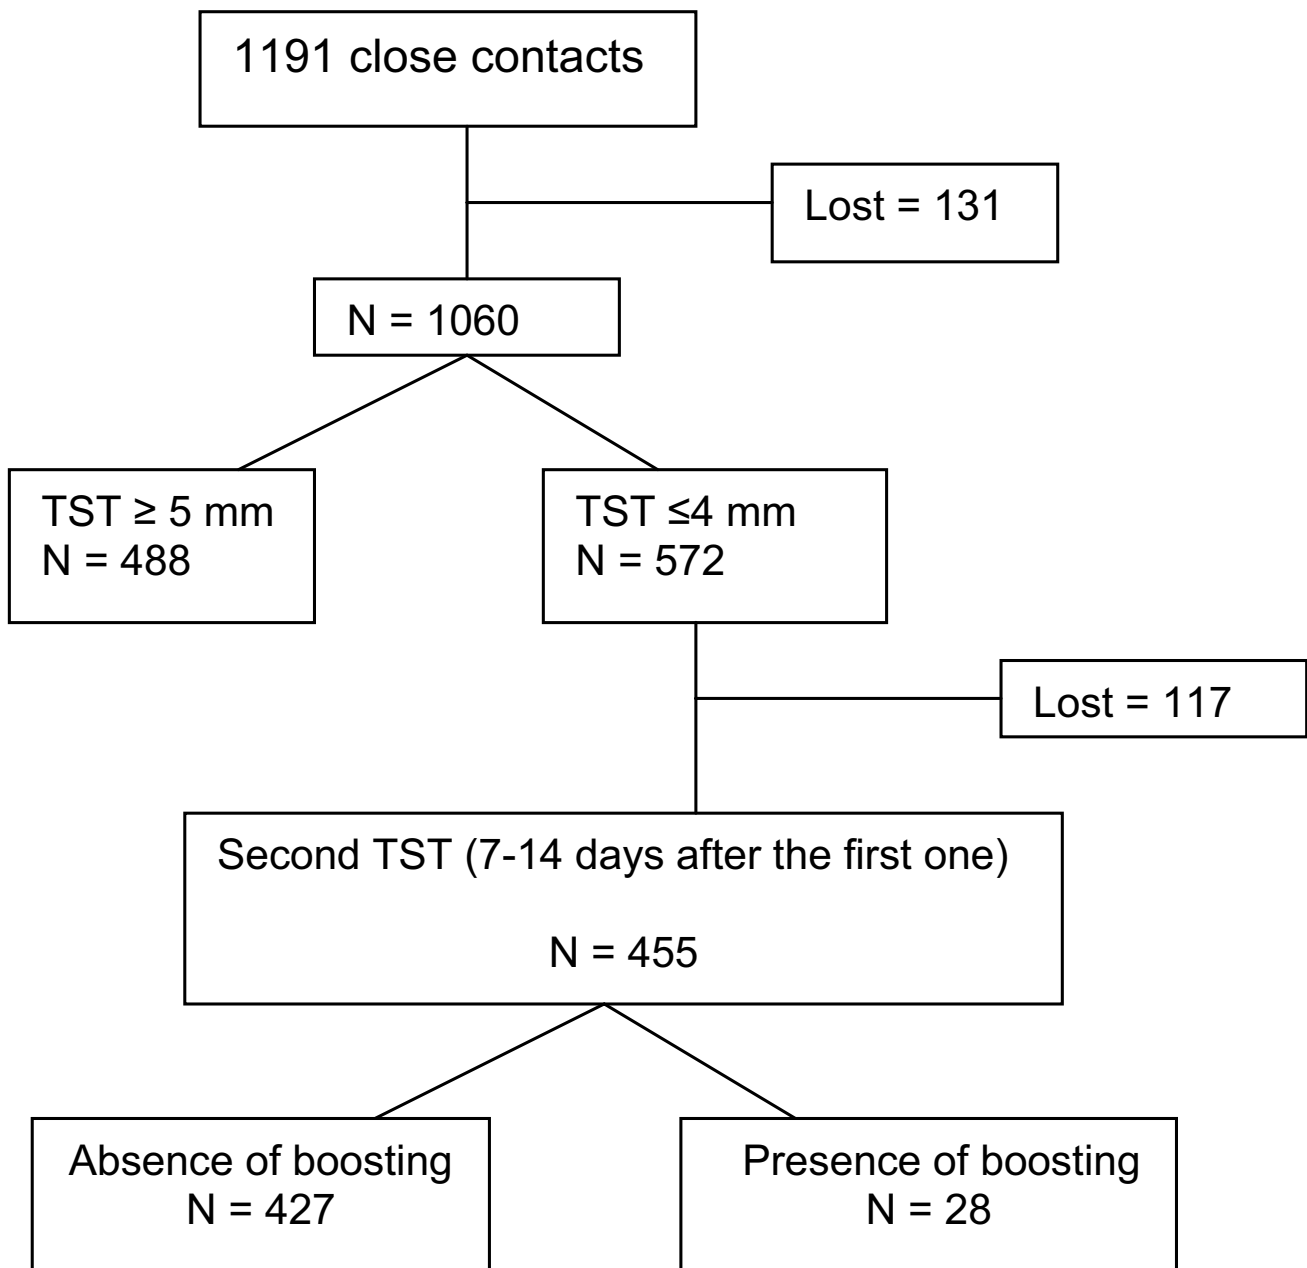 1191 close contacts
Lost = 131
N = 1060
TST ≥ 5 mm
N = 488
TST ≤4 mm
N = 572
Lost = 117
Second TST (7-14 days after the first one)
N = 455
Absence of boosting
N = 427
Presence of boosting
N = 28